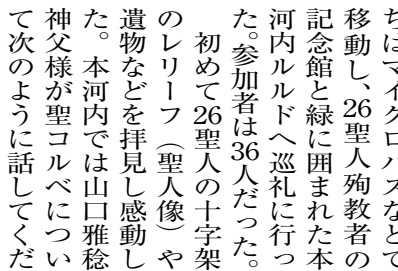 ちはマイクロバスなどで
移動し、26聖人殉教者の
記念館と緑に囲まれた本
河内ルルドへ巡礼に行っ
た。参加者は36人だった。
初めて26聖人の十字架
のレリーフ（聖人像）や
遺物などを拝見し感動し
た。本河内では山口雅稔
神父様が聖コルベについ
て次のように話してくだ